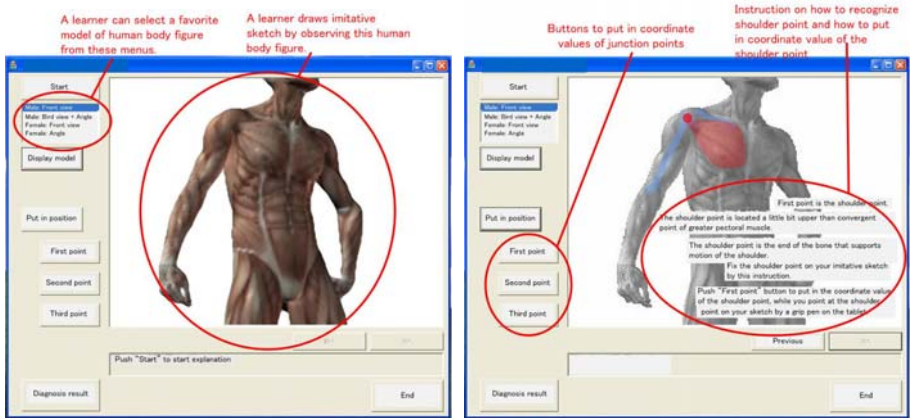 A learner can select a favorite
model of human body figure
from these menus.
A learner draws imitative
sketch by observing this human
body figure.
Start
Male: Front view
Male: Bird view + Angle
Female: Front view
Female: Angle
Display model
Put in position
First point
Second point
Third point
Push "Start" to start explanation
Diagnosis result
End
Buttons to put in coordinate
values of junction points
Instruction on how to recognize
shoulder point and how to put
in coordinate value of the
shoulder point
Start
Male: Front view
Male: Bird view + Angle
Female: Front view
Female: Angle
Display model
Put in position
First point
Second point
Third point
First point is the shoulder point.
The shoulder point is located a little bit upper than convergent
point of greater pectoral muscle.
The shoulder point is the end of the bone that supports
motion of the shoulder.
Fix the shoulder point on your imitative sketch
by this instruction.
Push "First point" button to put in the coordinate value
of the shoulder point, while you point at the shoulder
point on your sketch by a grip pen on the tablet
Previous
Diagnosis result
End